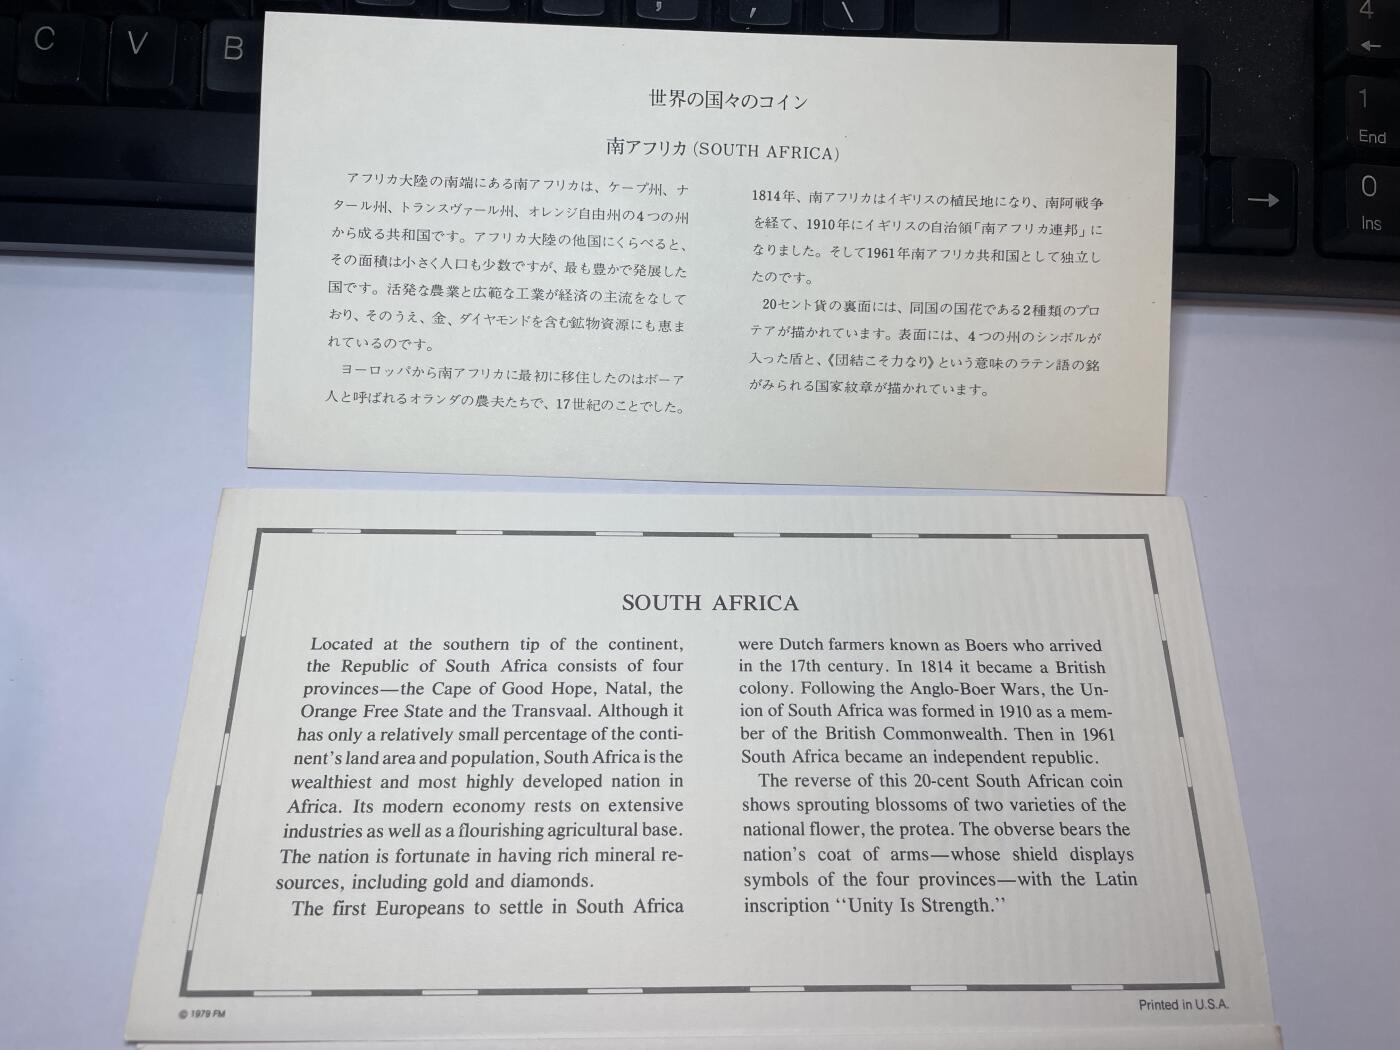 C
V
B
;
,
\
4
←
1
End
0
Ins
→
世界の国々のコイン
南アフリカ(SOUTH AFRICA)
アフリカ大陸の南端にある南アフリカは、ケープ州、ナ
タール州、トランスヴァール州、オレンジ自由州の4つの州
から成る共和国です。アフリカ大陸の他国にくらべると、
その面積は小さく人口も少数ですが、最も豊かで発展した
国です。活発な農業と広範な工業が経済の主流をなして
おり、そのうえ、金、ダイヤモンドを含む鉱物資源にも恵ま
れているのです。
ヨーロッパから南アフリカに最初に移住したのはボーア
人と呼ばれるオランダの農夫たちで、17世紀のことでした。
1814年、南アフリカはイギリスの植民地になり、南阿戦争
を経て、1910年にイギリスの自治領「南アフリカ連邦」に
なりました。そして1961年南アフリカ共和国として独立し
たのです。
20セント貨の裏面には、同国の国花である2種類のプロ
テアが描かれています。表面には、4つの州のシンボルが
入った盾と、《団結こそ力なり》という意味のラテン語の銘
がみられる国家紋章が描かれています。
SOUTH AFRICA
Located at the southern tip of the continent,
the Republic of South Africa consists of four
provinces—the Cape of Good Hope, Natal, the
Orange Free State and the Transvaal. Although it
has only a relatively small percentage of the conti-
nent's land area and population, South Africa is the
wealthiest and most highly developed nation in
Africa. Its modern economy rests on extensive
industries as well as a flourishing agricultural base.
The nation is fortunate in having rich mineral re-
sources, including gold and diamonds.
The first Europeans to settle in South Africa
were Dutch farmers known as Boers who arrived
in the 17th century. In 1814 it became a British
colony. Following the Anglo-Boer Wars, the Un-
ion of South Africa was formed in 1910 as a mem-
ber of the British Commonwealth. Then in 1961
South Africa became an independent republic.
The reverse of this 20-cent South African coin
shows sprouting blossoms of two varieties of the
national flower, the protea. The obverse bears the
nation's coat of arms—whose shield displays
symbols of the four provinces—with the Latin
inscription "Unity Is Strength."
© 1979 FM
Printed in U.S.A.